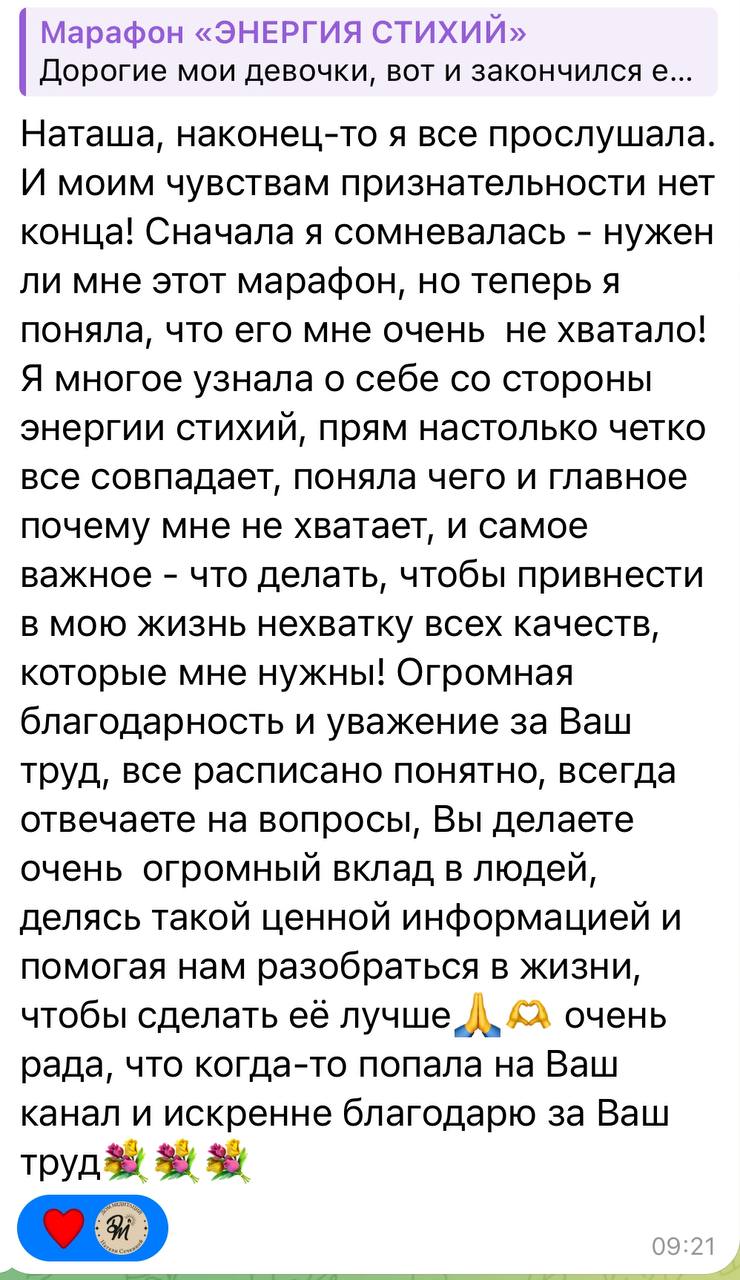 Марафон «ЭНЕРГИЯ СТИХИЙ»
Дорогие мои девочки, вот и закончился е...
Наташа, наконец-то я все прослушала.
И моим чувствам признательности нет
конца! Сначала я сомневалась - нужен
ли мне этот марафон, но теперь я
поняла, что его мне очень  не хватало!
Я многое узнала о себе со стороны
энергии стихий, прям настолько четко
все совпадает, поняла чего и главное
почему мне не хватает, и самое
важное - что делать, чтобы привнести
в мою жизнь нехватку всех качеств,
которые мне нужны! Огромная
благодарность и уважение за Ваш
труд, все расписано понятно, всегда
отвечаете на вопросы, Вы делаете
очень  огромный вклад в людей,
делясь такой ценной информацией и
помогая нам разобраться в жизни,
чтобы сделать её лучше🙏🫶 очень
рада, что когда-то попала на Ваш
канал и искренне благодарю за Ваш
труд💐💐💐
09:21